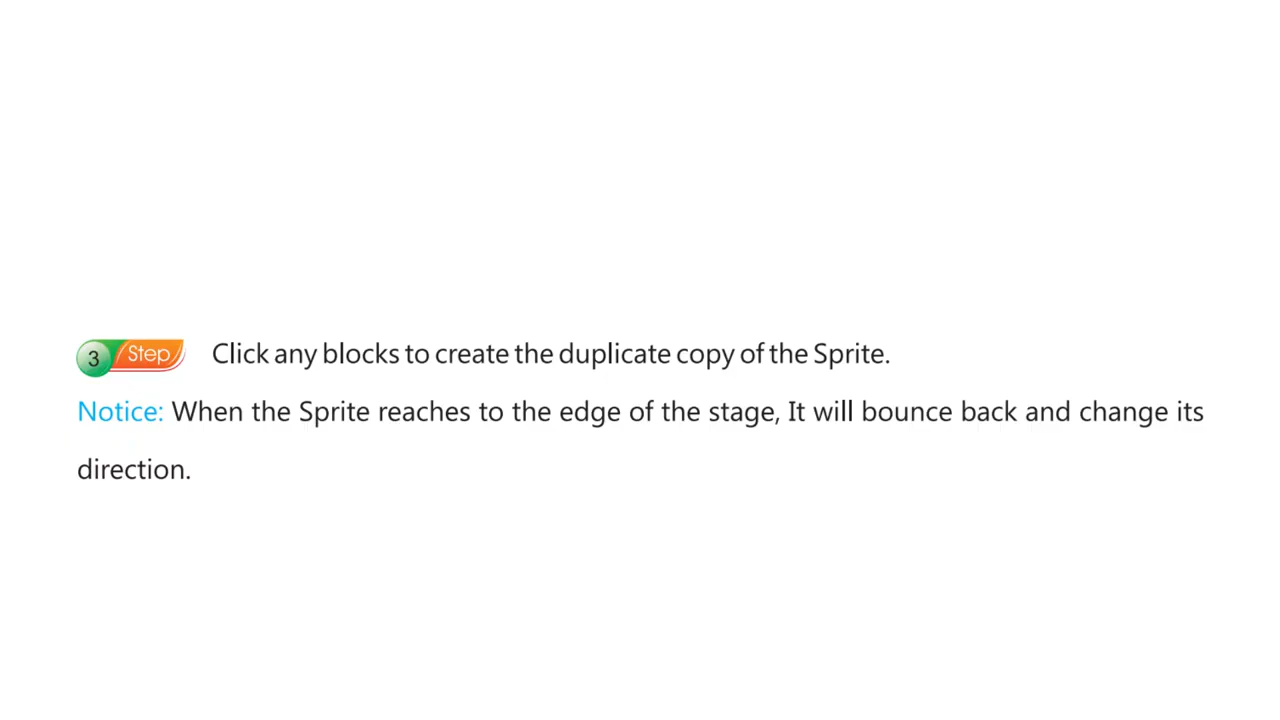 3 Step Click any blocks to create the duplicate copy of the Sprite.
Notice: When the Sprite reaches to the edge of the stage, It will bounce back and change its
direction.